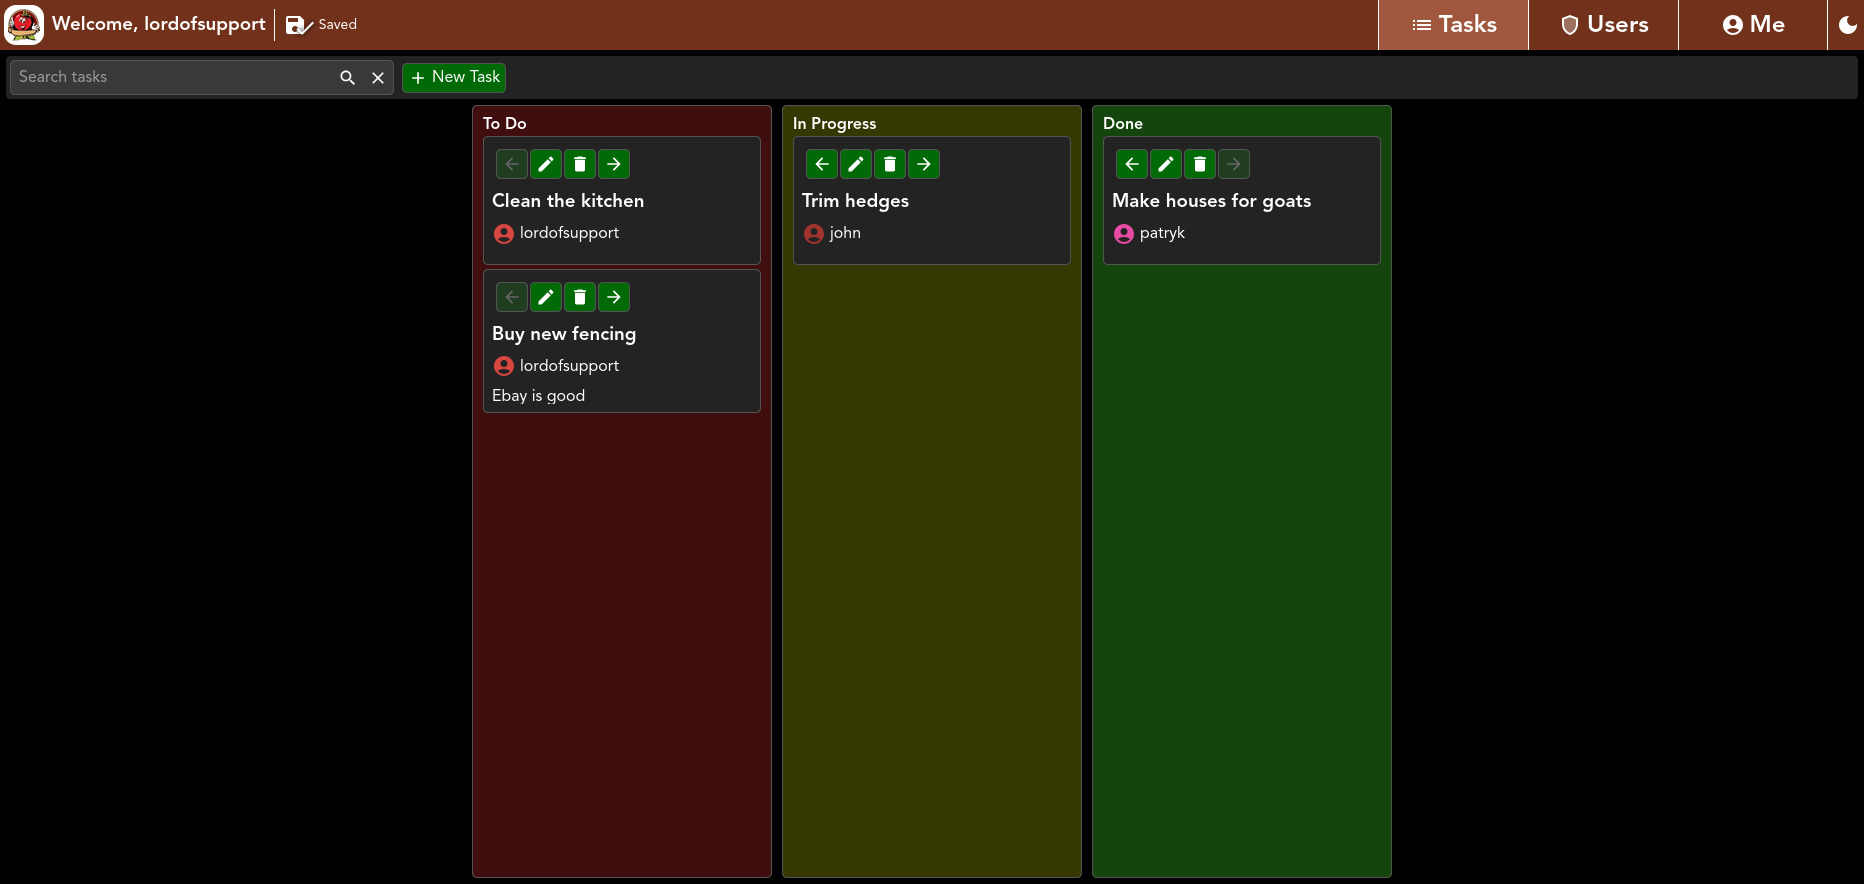 Welcome, lordofsupport
Saved
Tasks
Users
Me
Search tasks
New Task
To Do
Clean the kitchen
lordofsupport
Buy new fencing
lordofsupport
Ebay is good
In Progress
Trim hedges
john
Done
Make houses for goats
patryk